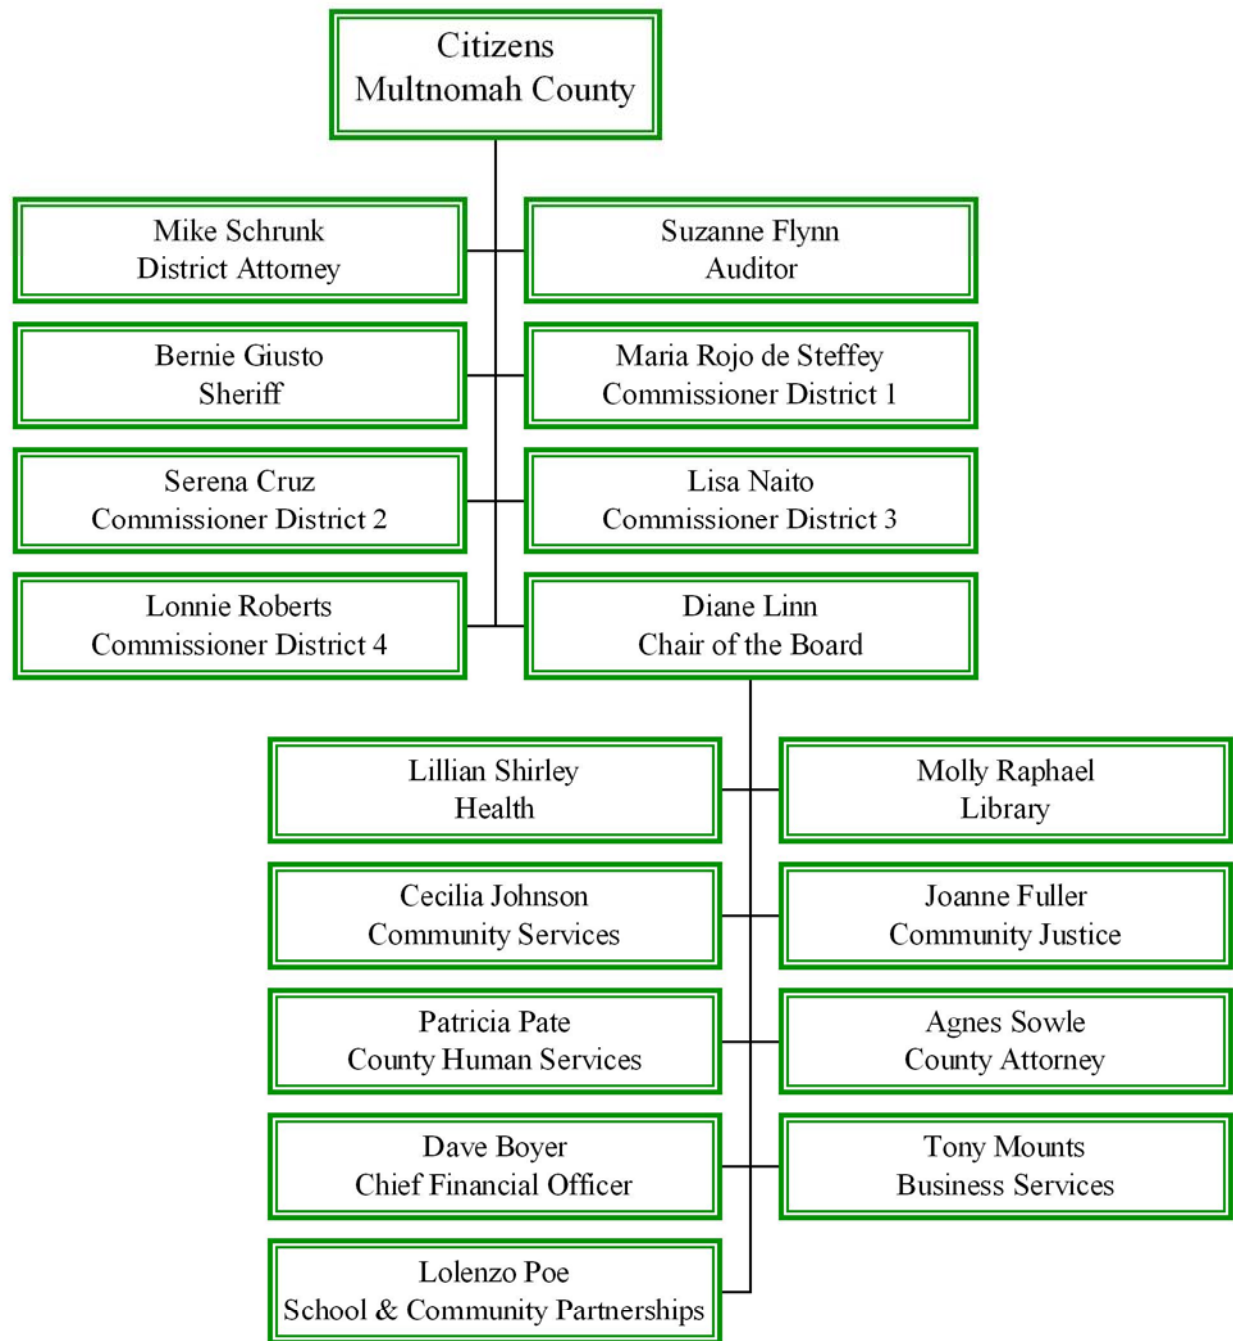 Citizens
Multnomah County
Mike Schrunk
District Attorney
Suzanne Flynn
Auditor
Bernie Giusto
Sheriff
Maria Rojo de Steffey
Commissioner District 1
Serena Cruz
Commissioner District 2
Lisa Naito
Commissioner District 3
Lonnie Roberts
Commissioner District 4
Diane Linn
Chair of the Board
Lillian Shirley
Health
Molly Raphael
Library
Cecilia Johnson
Community Services
Joanne Fuller
Community Justice
Patricia Pate
County Human Services
Agnes Sowle
County Attorney
Dave Boyer
Chief Financial Officer
Tony Mounts
Business Services
Lolenzo Poe
School & Community Partnerships